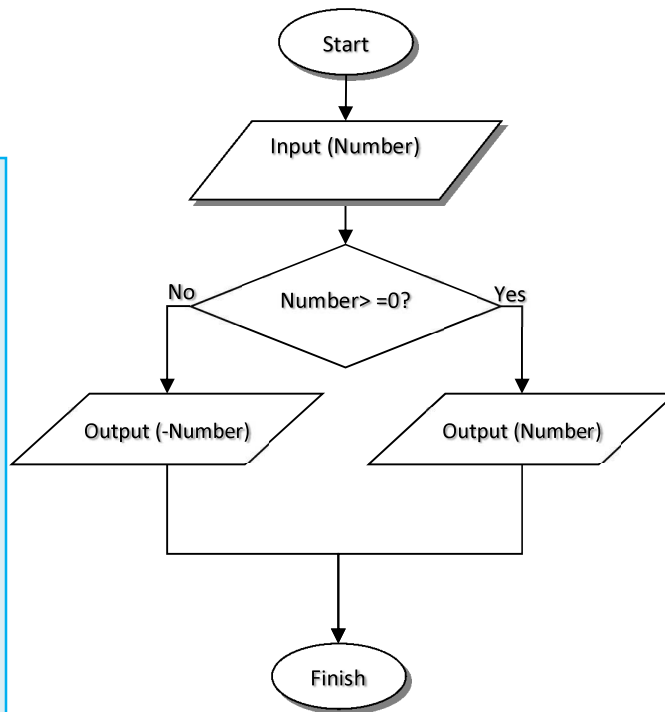 Start
Input (Number)
Number> =0?
No
Yes
Output (-Number)
Output (Number)
Finish